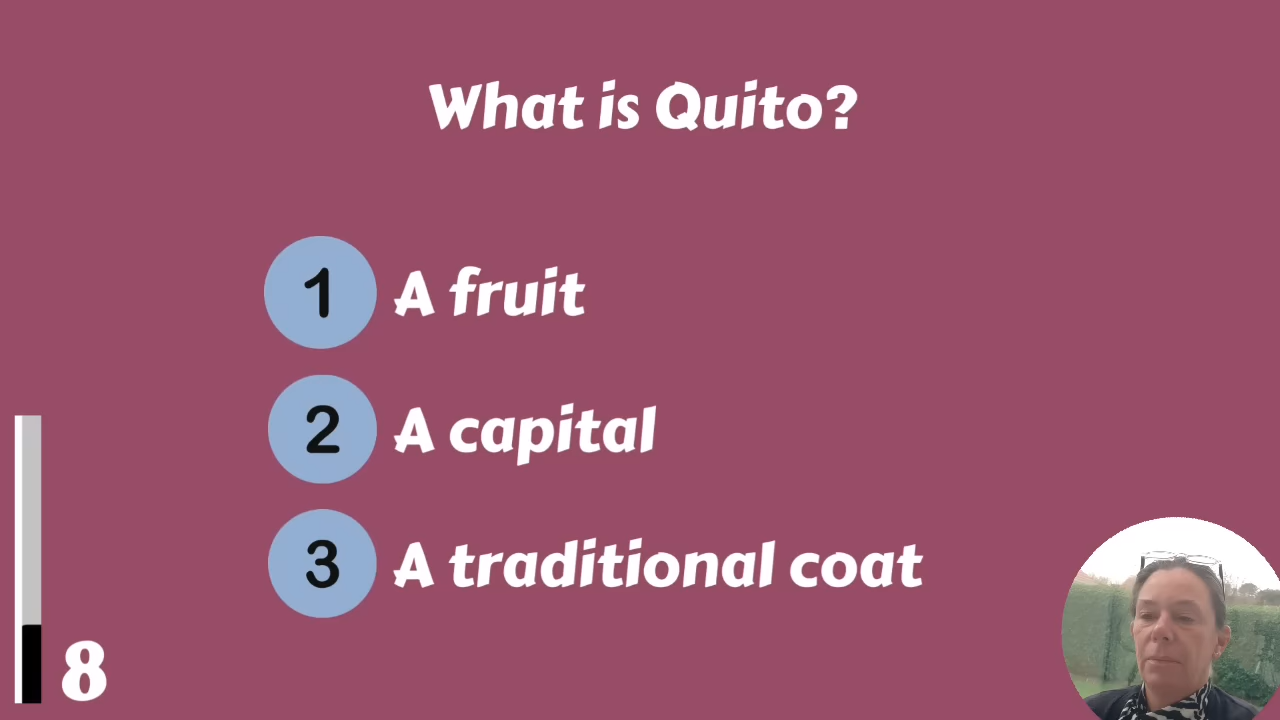 What is Quito?
1 A fruit
2 A capital
3 A traditional coat
8